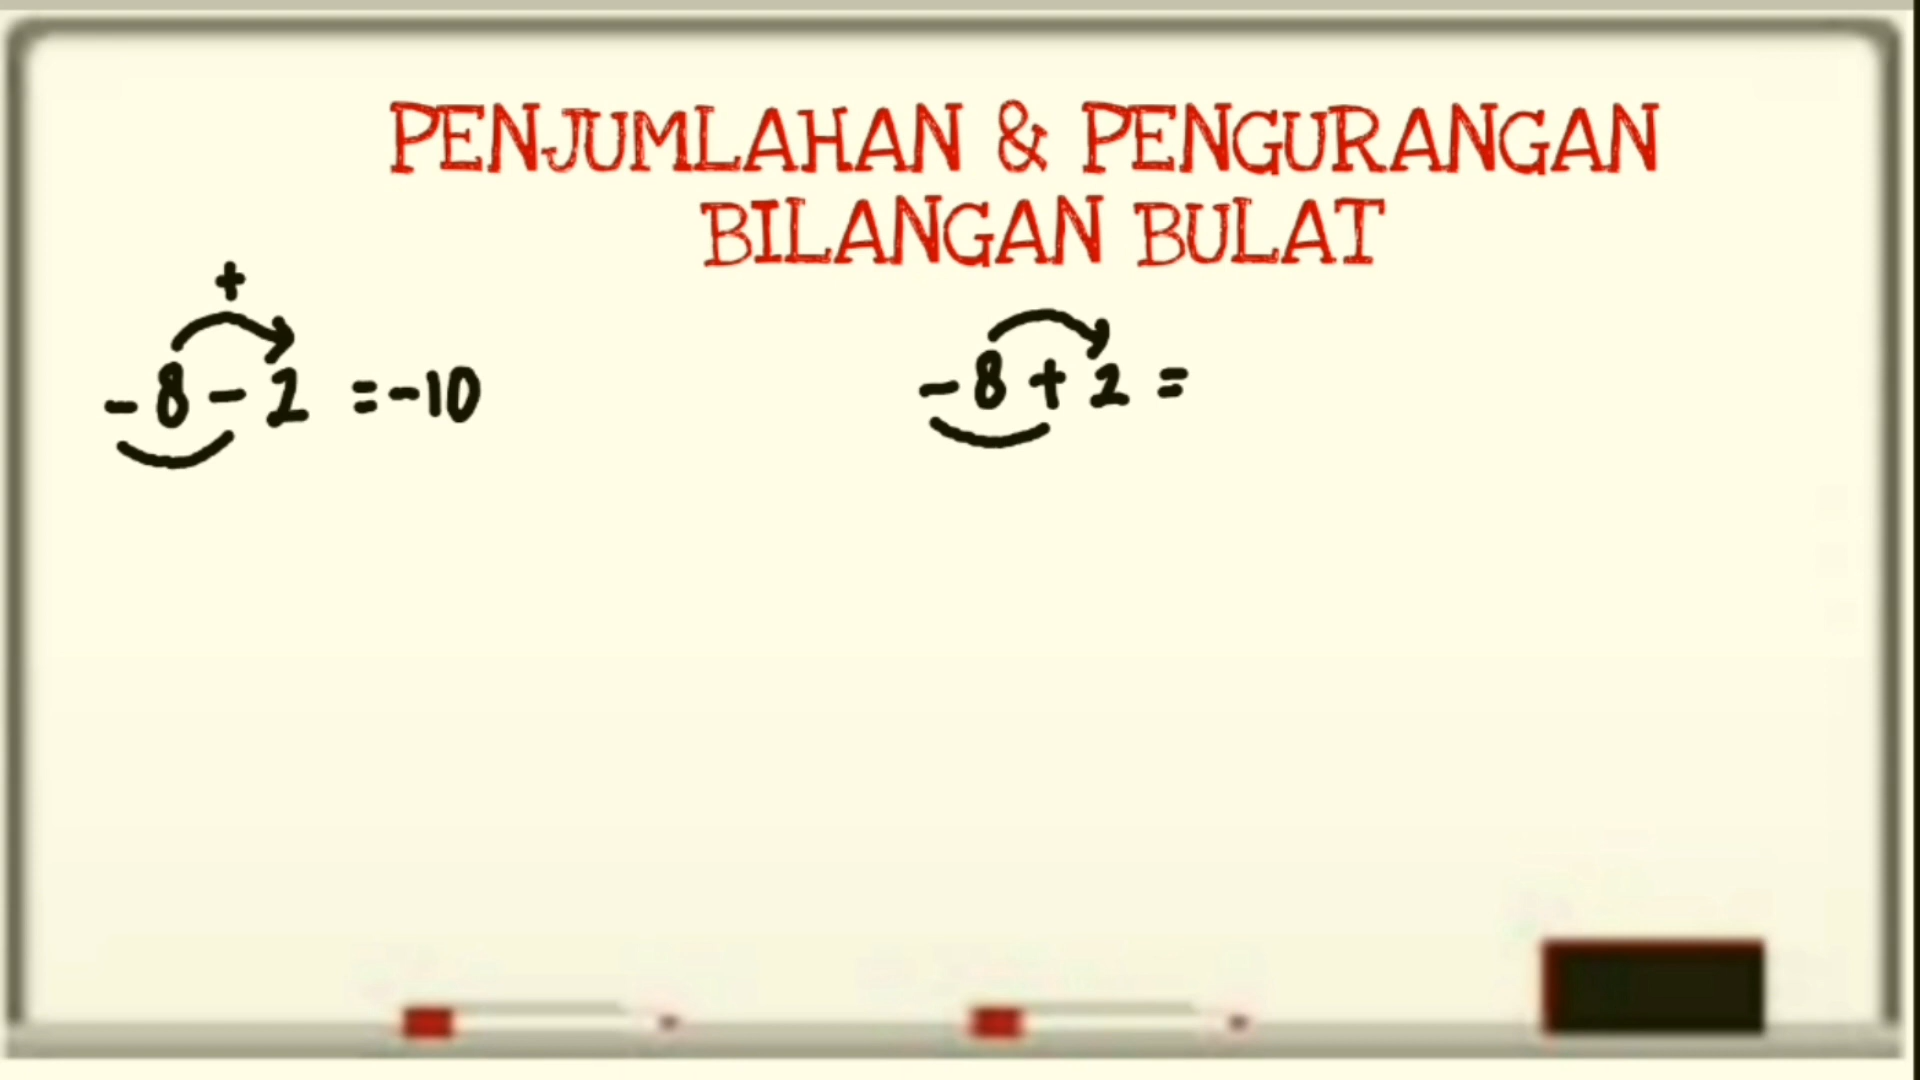 PENJUMLAHAN & PENGURANGAN
BILANGAN BULAT
+
-8-2 =-10
-8+2=